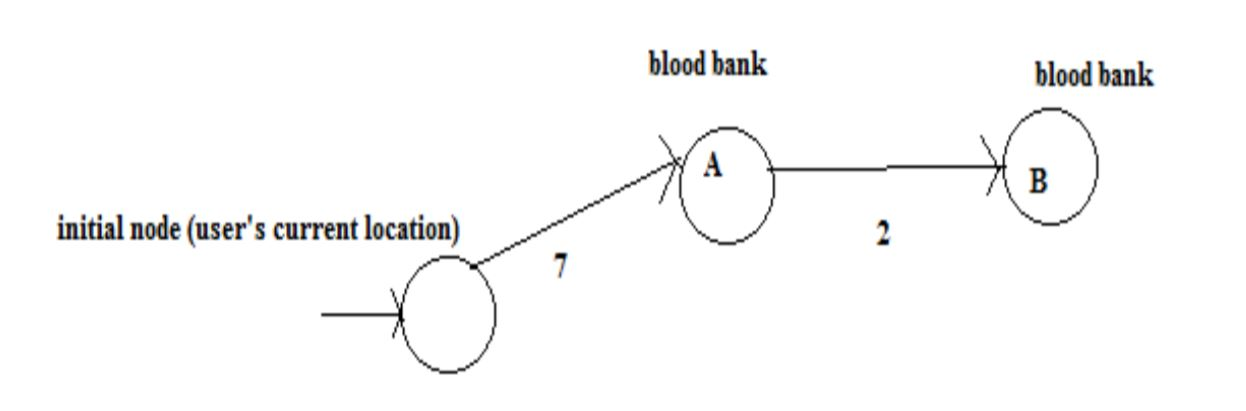 blood bank
blood bank
A
B
initial node (user's current location)
7
2